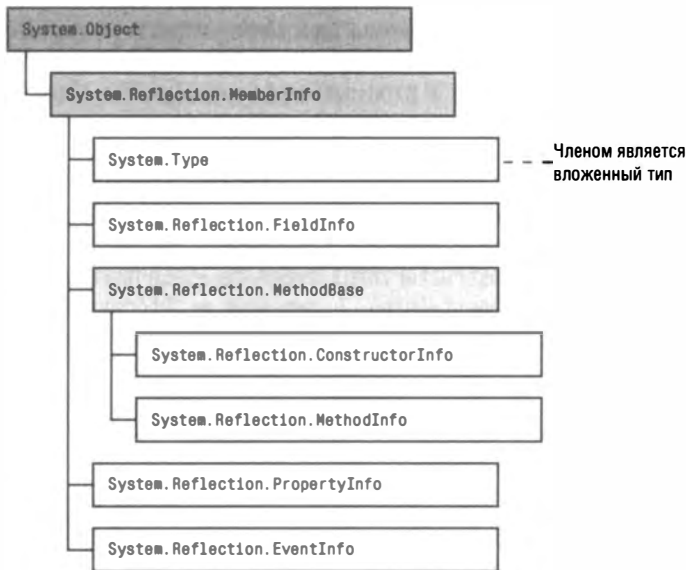 System.Object
System.Reflection.MemberInfo
System.Type
Членом является
вложенный тип
System.Reflection.FieldInfo
System.Reflection.MethodBase
System.Reflection.ConstructorInfo
System.Reflection.MethodInfo
System.Reflection.PropertyInfo
System.Reflection.EventInfo